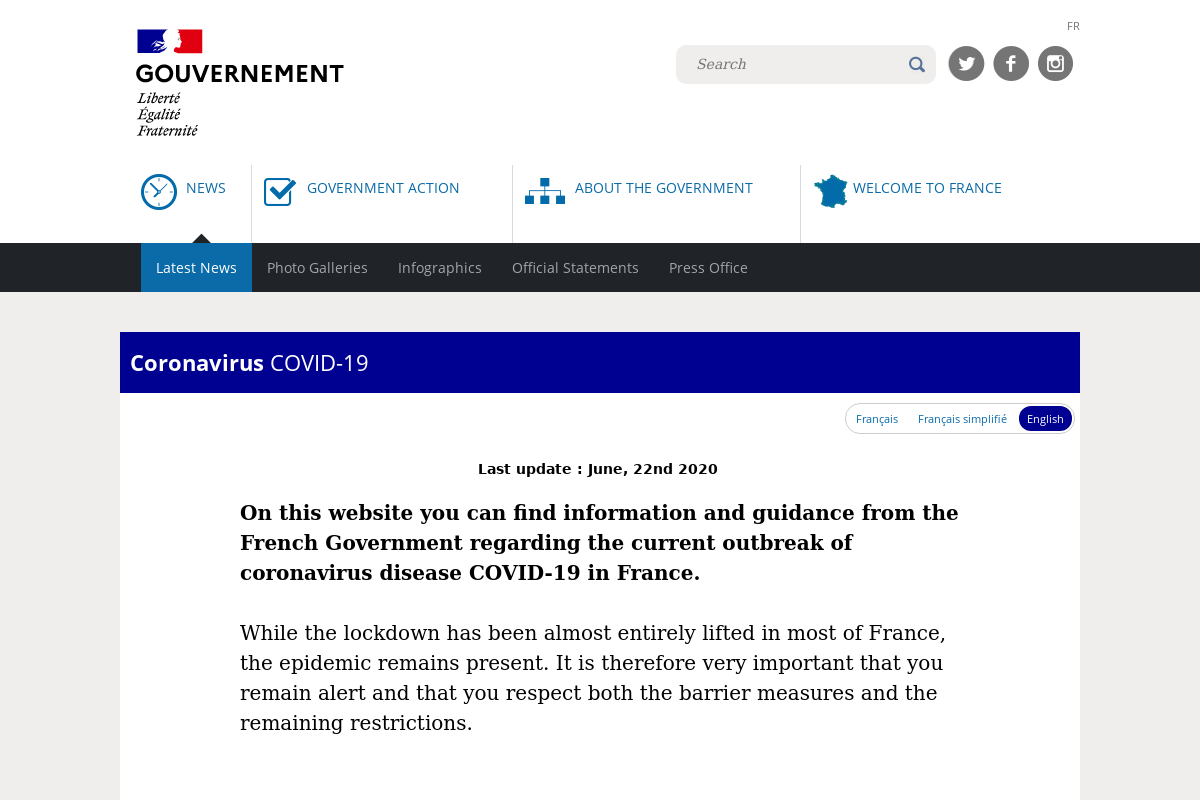 FR
GOUVERNEMENT
Liberté
Égalité
Fraternité
Search
NEWS
GOVERNMENT ACTION
ABOUT THE GOVERNMENT
WELCOME TO FRANCE
Latest News
Photo Galleries
Infographics
Official Statements
Press Office
Coronavirus COVID-19
Français
Français simplifié
English
Last update : June, 22nd 2020
On this website you can find information and guidance from the
French Government regarding the current outbreak of
coronavirus disease COVID-19 in France.
While the lockdown has been almost entirely lifted in most of France,
the epidemic remains present. It is therefore very important that you
remain alert and that you respect both the barrier measures and the
remaining restrictions.